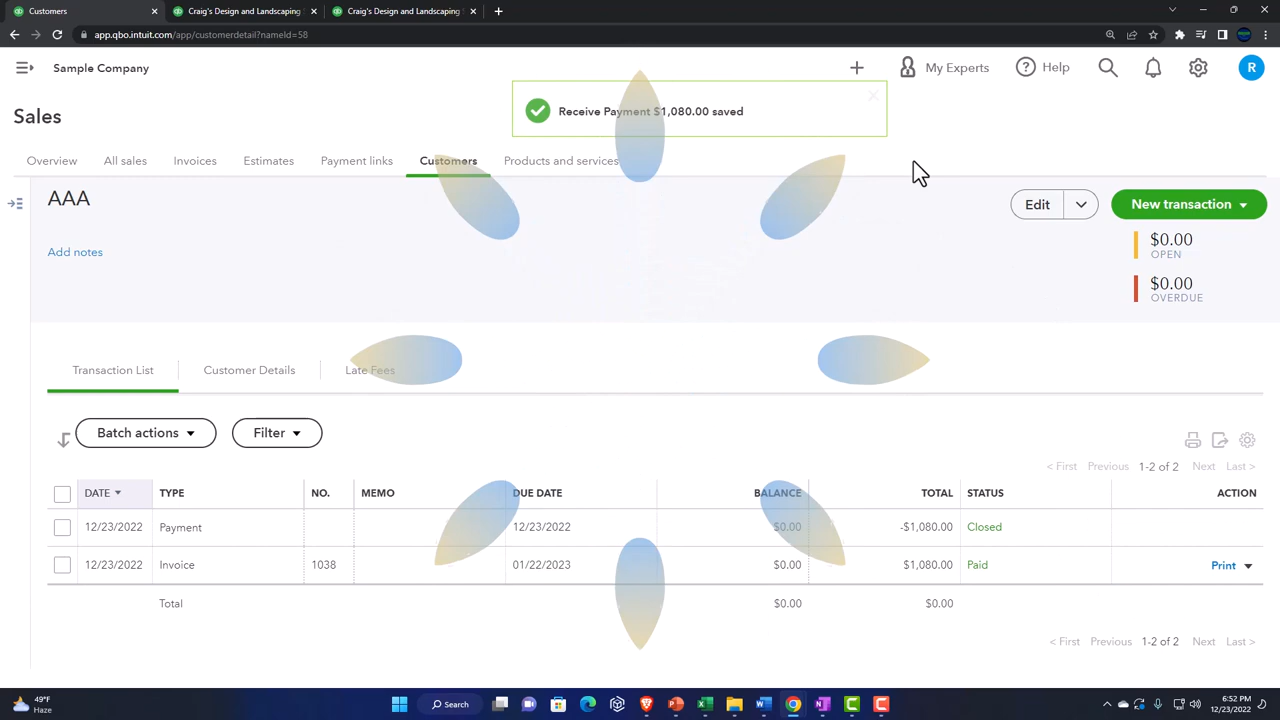 Customers
Craig's Design and Landscaping
Craig's Design and Landscaping
app.qbo.intuit.com/app/customerdetail?nameId=58
Sample Company
My Experts
Help
R
Sales
Receive Payment $1,080.00 saved
Overview
All sales
Invoices
Estimates
Payment links
Customers
Products and services
AAA
Edit
New transaction
Add notes
$0.00
OPEN
$0.00
OVERDUE
Transaction List
Customer Details
Late Fees
Batch actions
Filter
< First Previous 1-2 of 2 Next Last >
DATE TYPE NO. MEMO DUE DATE BALANCE TOTAL STATUS ACTION
12/23/2022 Payment 12/23/2022 $0.00 -$1,080.00 Closed
12/23/2022 Invoice 1038 01/22/2023 $0.00 $1,080.00 Paid Print
Total $0.00 $0.00
< First Previous 1-2 of 2 Next Last >
49°F
Haze
Search
6:52 PM
12/23/2022